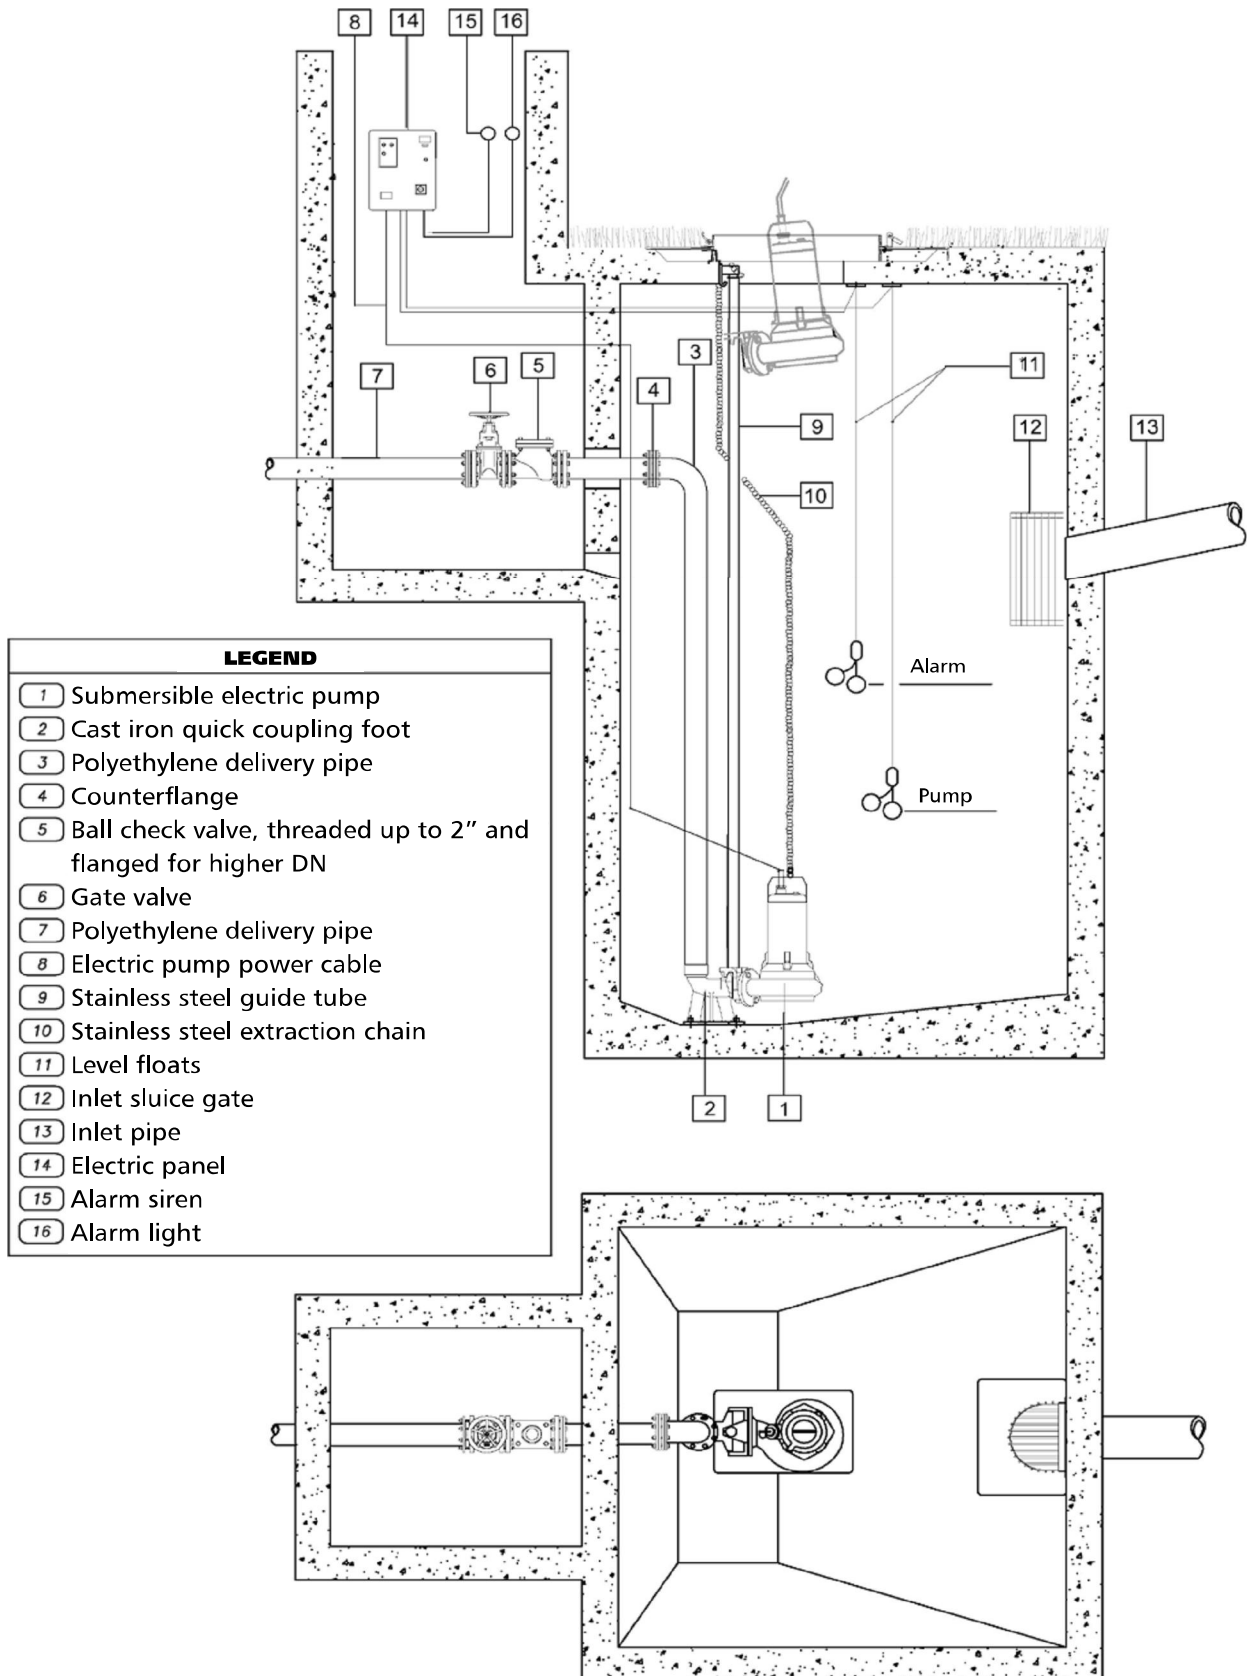 8 14 15 16
3
11
7 6 5
4
9 12 13
10
Alarm
Pump
2 1
LEGEND
1 Submersible electric pump
2 Cast iron quick coupling foot
3 Polyethylene delivery pipe
4 Counterflange
5 Ball check valve, threaded up to 2” and
flanged for higher DN
6 Gate valve
7 Polyethylene delivery pipe
8 Electric pump power cable
9 Stainless steel guide tube
10 Stainless steel extraction chain
11 Level floats
12 Inlet sluice gate
13 Inlet pipe
14 Electric panel
15 Alarm siren
16 Alarm light